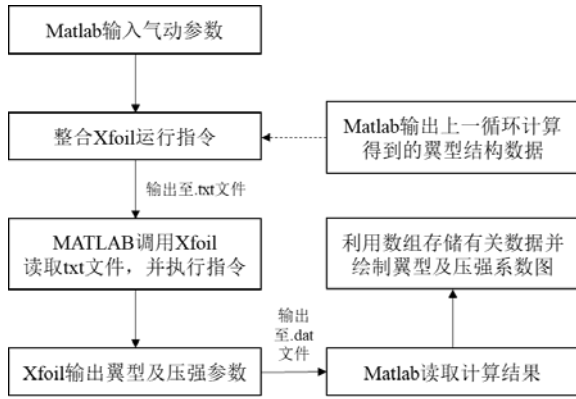 Matlab输入气动参数
整合Xfoil运行指令
Matlab输出上一循环计算
得到的翼型结构数据
输出至.txt文件
MATLAB调用Xfoil
读取txt文件，并执行指令
利用数组存储有关数据并
绘制翼型及压强系数图
输出
至.dat
文件
Xfoil输出翼型及压强参数
Matlab读取计算结果